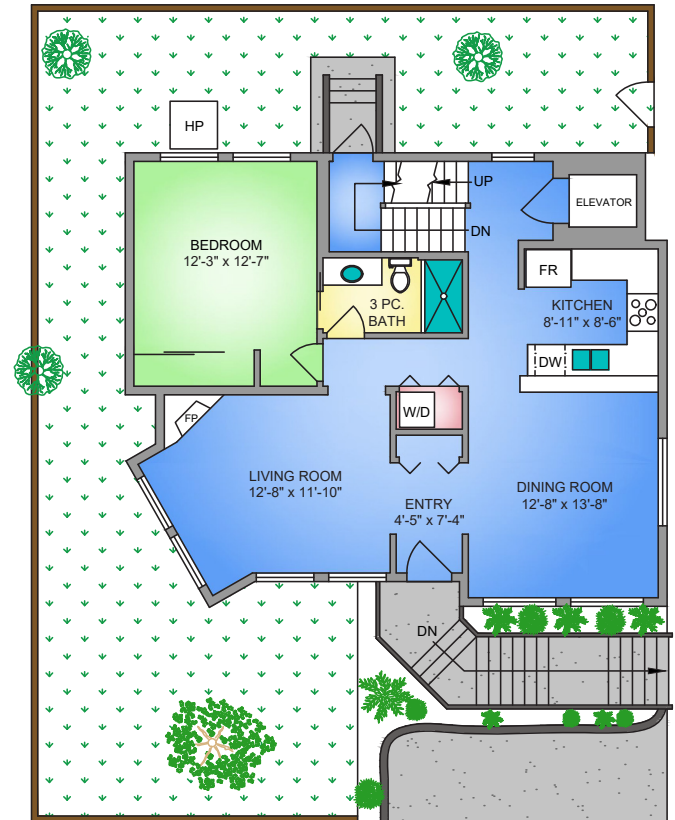 HP
UP
ELEVATOR
DN
BEDROOM
12'-3" x 12'-7"
FR
3 PC.
BATH
KITCHEN
8'-11" x 8'-6"
DW
W/D
FP
LIVING ROOM
12'-8" x 11'-10"
ENTRY
4'-5" x 7'-4"
DINING ROOM
12'-8" x 13'-8"
DN